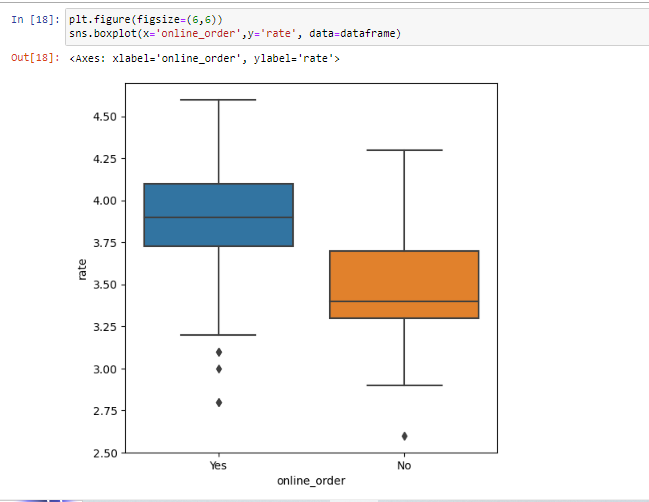 In [18]: plt.figure(figsize=(6,6))
sns.boxplot(x='online_order',y='rate', data=dataframe)
Out[18]: <Axes: xlabel='online_order', ylabel='rate'>
4.50
4.25
4.00
3.75
3.50
3.25
3.00
2.75
2.50
rate
Yes No
online_order